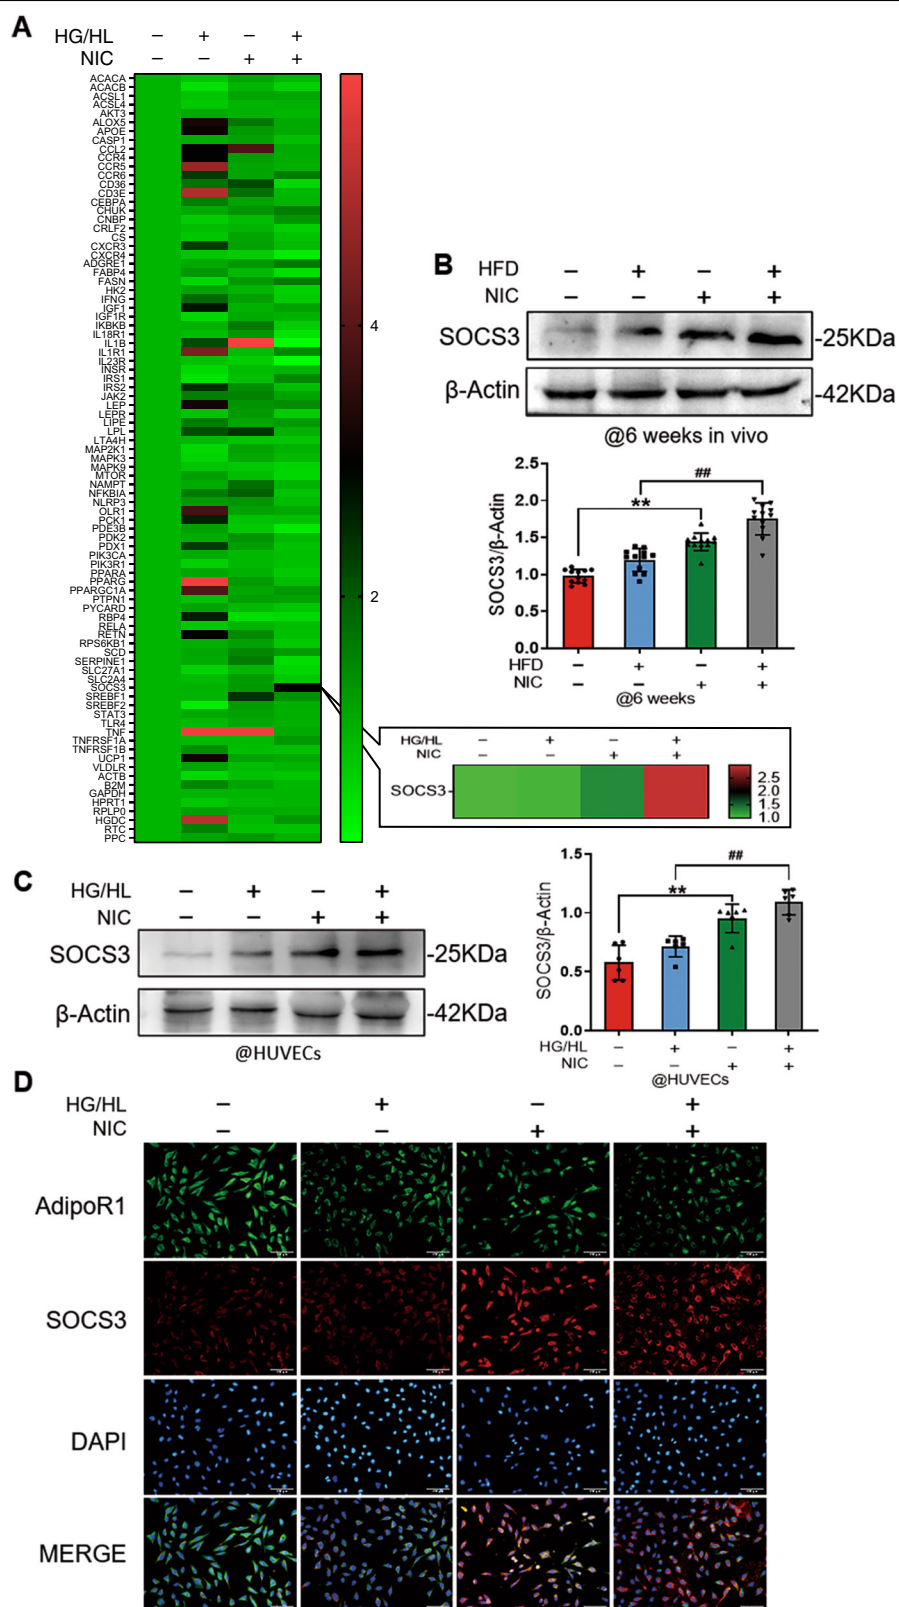 A
HG/HL − + − +
NIC − − + +
ACACA
ACACB
ACSL1
ACSL4
AKT3
ALOX5
APOE
CASP1
CCL2
CCR4
CCR5
CCR6
CD36
CD3E
CEBPA
CHUK
CNBP
CRLF2
CS
CXCR3
CXCR4
ADGRE1
FABP4
FASN
HK2
IFNG
IGF1
IGF1R
IKBKB
IL18R1
IL1B
IL1R1
IL23R
INSR
IRS1
IRS2
JAK2
LEP
LEPR
LIPE
LPL
LTA4H
MAP2K1
MAPK3
MAPK9
MTOR
NAMPT
NFKBIA
NLRP3
OLR1
PCK1
PDE3B
PDK2
PDX1
PIK3CA
PIK3R1
PPARA
PPARG
PPARGC1A
PTPN1
PYCARD
RBP4
RELA
RETN
RPS6KB1
SCD
SERPINE1
SLC27A1
SLC2A4
SOCS3
SREBF1
SREBF2
STAT3
TLR4
TNF
TNFRSF1A
TNFRSF1B
UCP1
VLDLR
ACTB
B2M
GAPDH
HPRT1
RPLP0
HGDC
RTC
PPC
4
2
B
HFD − + − +
NIC − − + +
SOCS3 -25KDa
β-Actin -42KDa
@6 weeks in vivo
SOCS3/β-Actin
2.5
2.0
1.5
1.0
0.5
0.0
** ##
HFD − + − +
NIC − − + +
@6 weeks
HG/HL − + − +
NIC − − + +
SOCS3
2.5
2.0
1.5
1.0
C
HG/HL − + − +
NIC − − + +
SOCS3 -25KDa
β-Actin -42KDa
@HUVECs
SOCS3/β-Actin
1.5
1.0
0.5
0.0
** ##
HG/HL − + − +
NIC − − + +
@HUVECs
D
HG/HL − + − +
NIC − − + +
AdipoR1
SOCS3
DAPI
MERGE